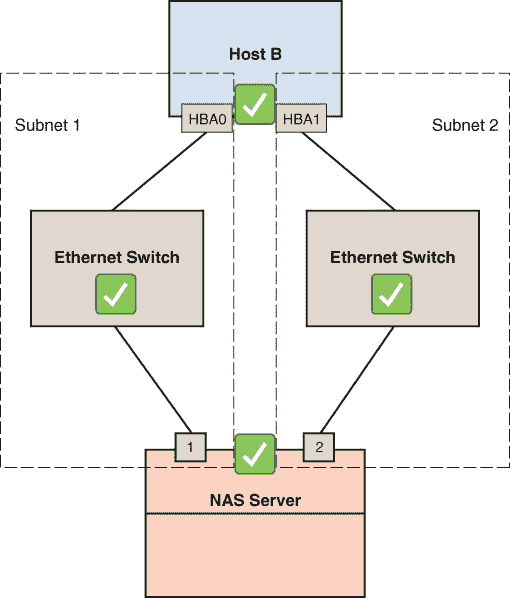 Host B
Subnet 1
Subnet 2
HBA0
HBA1
Ethernet Switch
Ethernet Switch
1
2
NAS Server